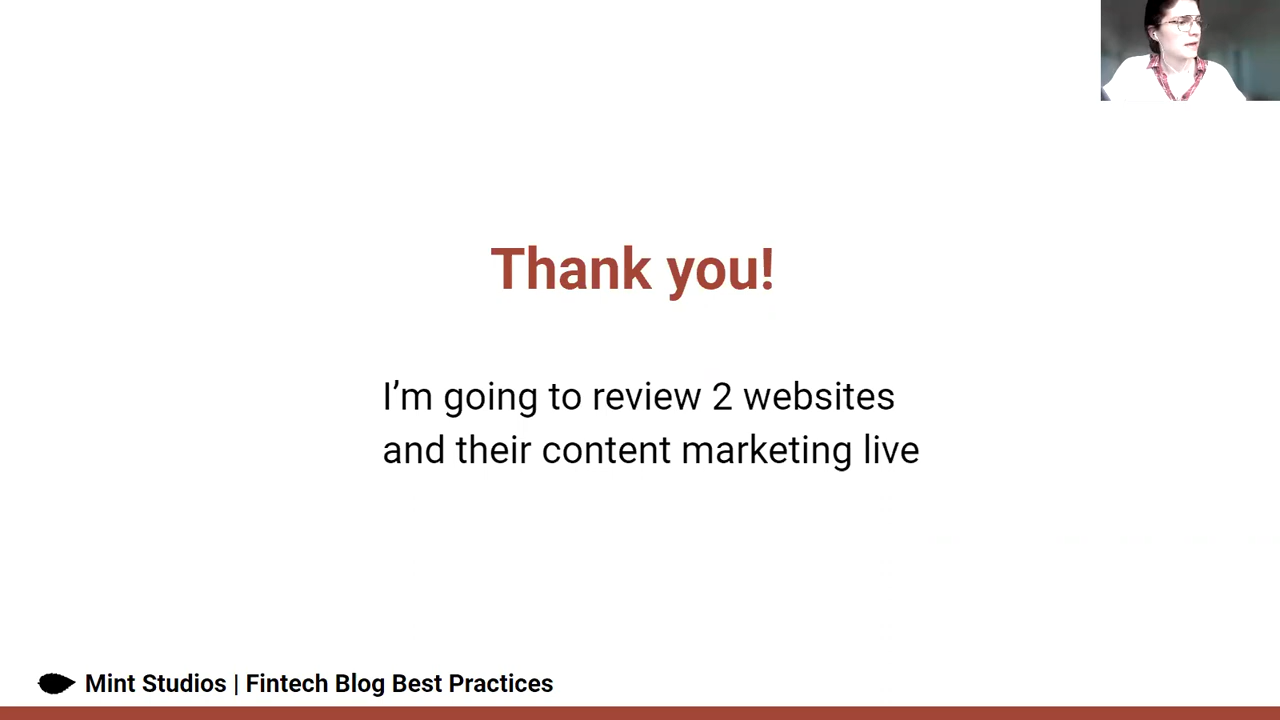 Thank you!
I’m going to review 2 websites
and their content marketing live
Mint Studios | Fintech Blog Best Practices